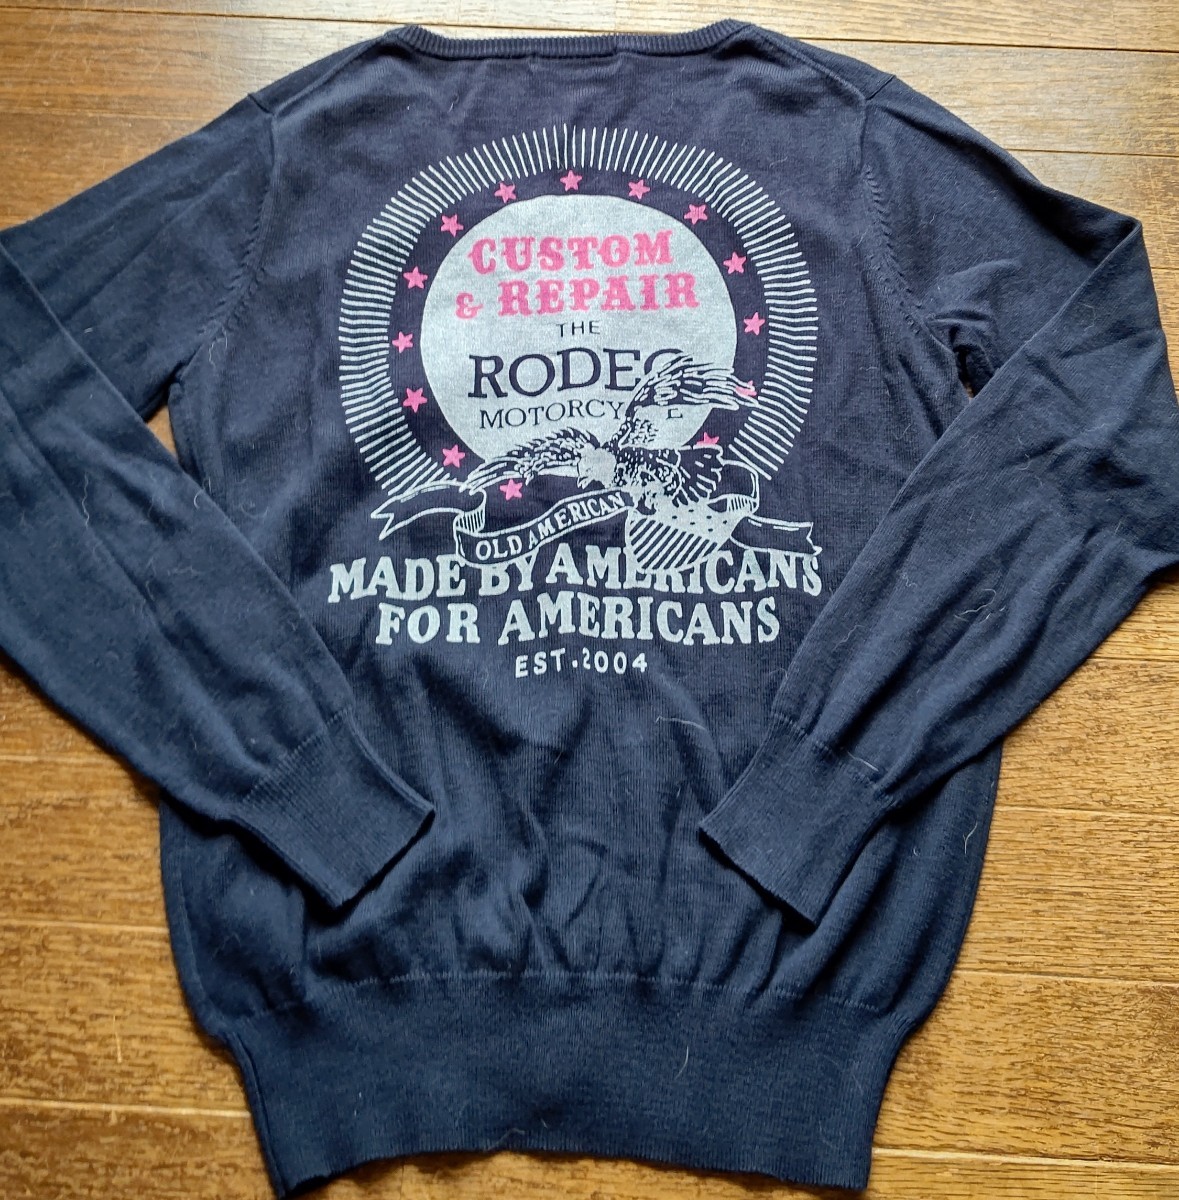 CUSTOM
& REPAIR
THE
RODEO
MOTORCYCLE
OLD AMERICAN
MADE BY AMERICANS
FOR AMERICANS
EST.2004